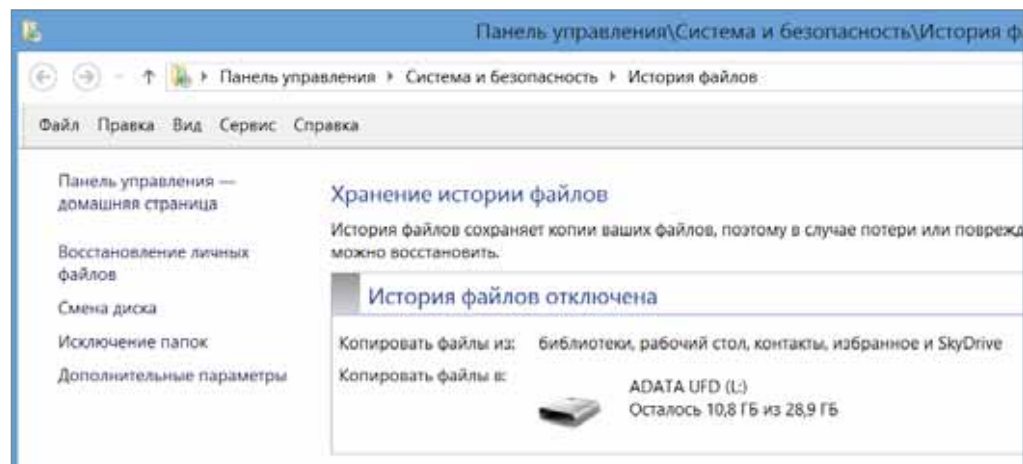 Панель управления\Система и безопасность\История ф
Панель управления ▸ Система и безопасность ▸ История файлов
Файл Правка Вид Сервис Справка
Панель управления —
домашняя страница
Восстановление личных
файлов
Смена диска
Исключение папок
Дополнительные параметры
Хранение истории файлов
История файлов сохраняет копии ваших файлов, поэтому в случае потери или поврежд
можно восстановить.
История файлов отключена
Копировать файлы из: библиотеки, рабочий стол, контакты, избранное и SkyDrive
Копировать файлы в:
ADATA UFD (L:)
Осталось 10,8 ГБ из 28,9 ГБ